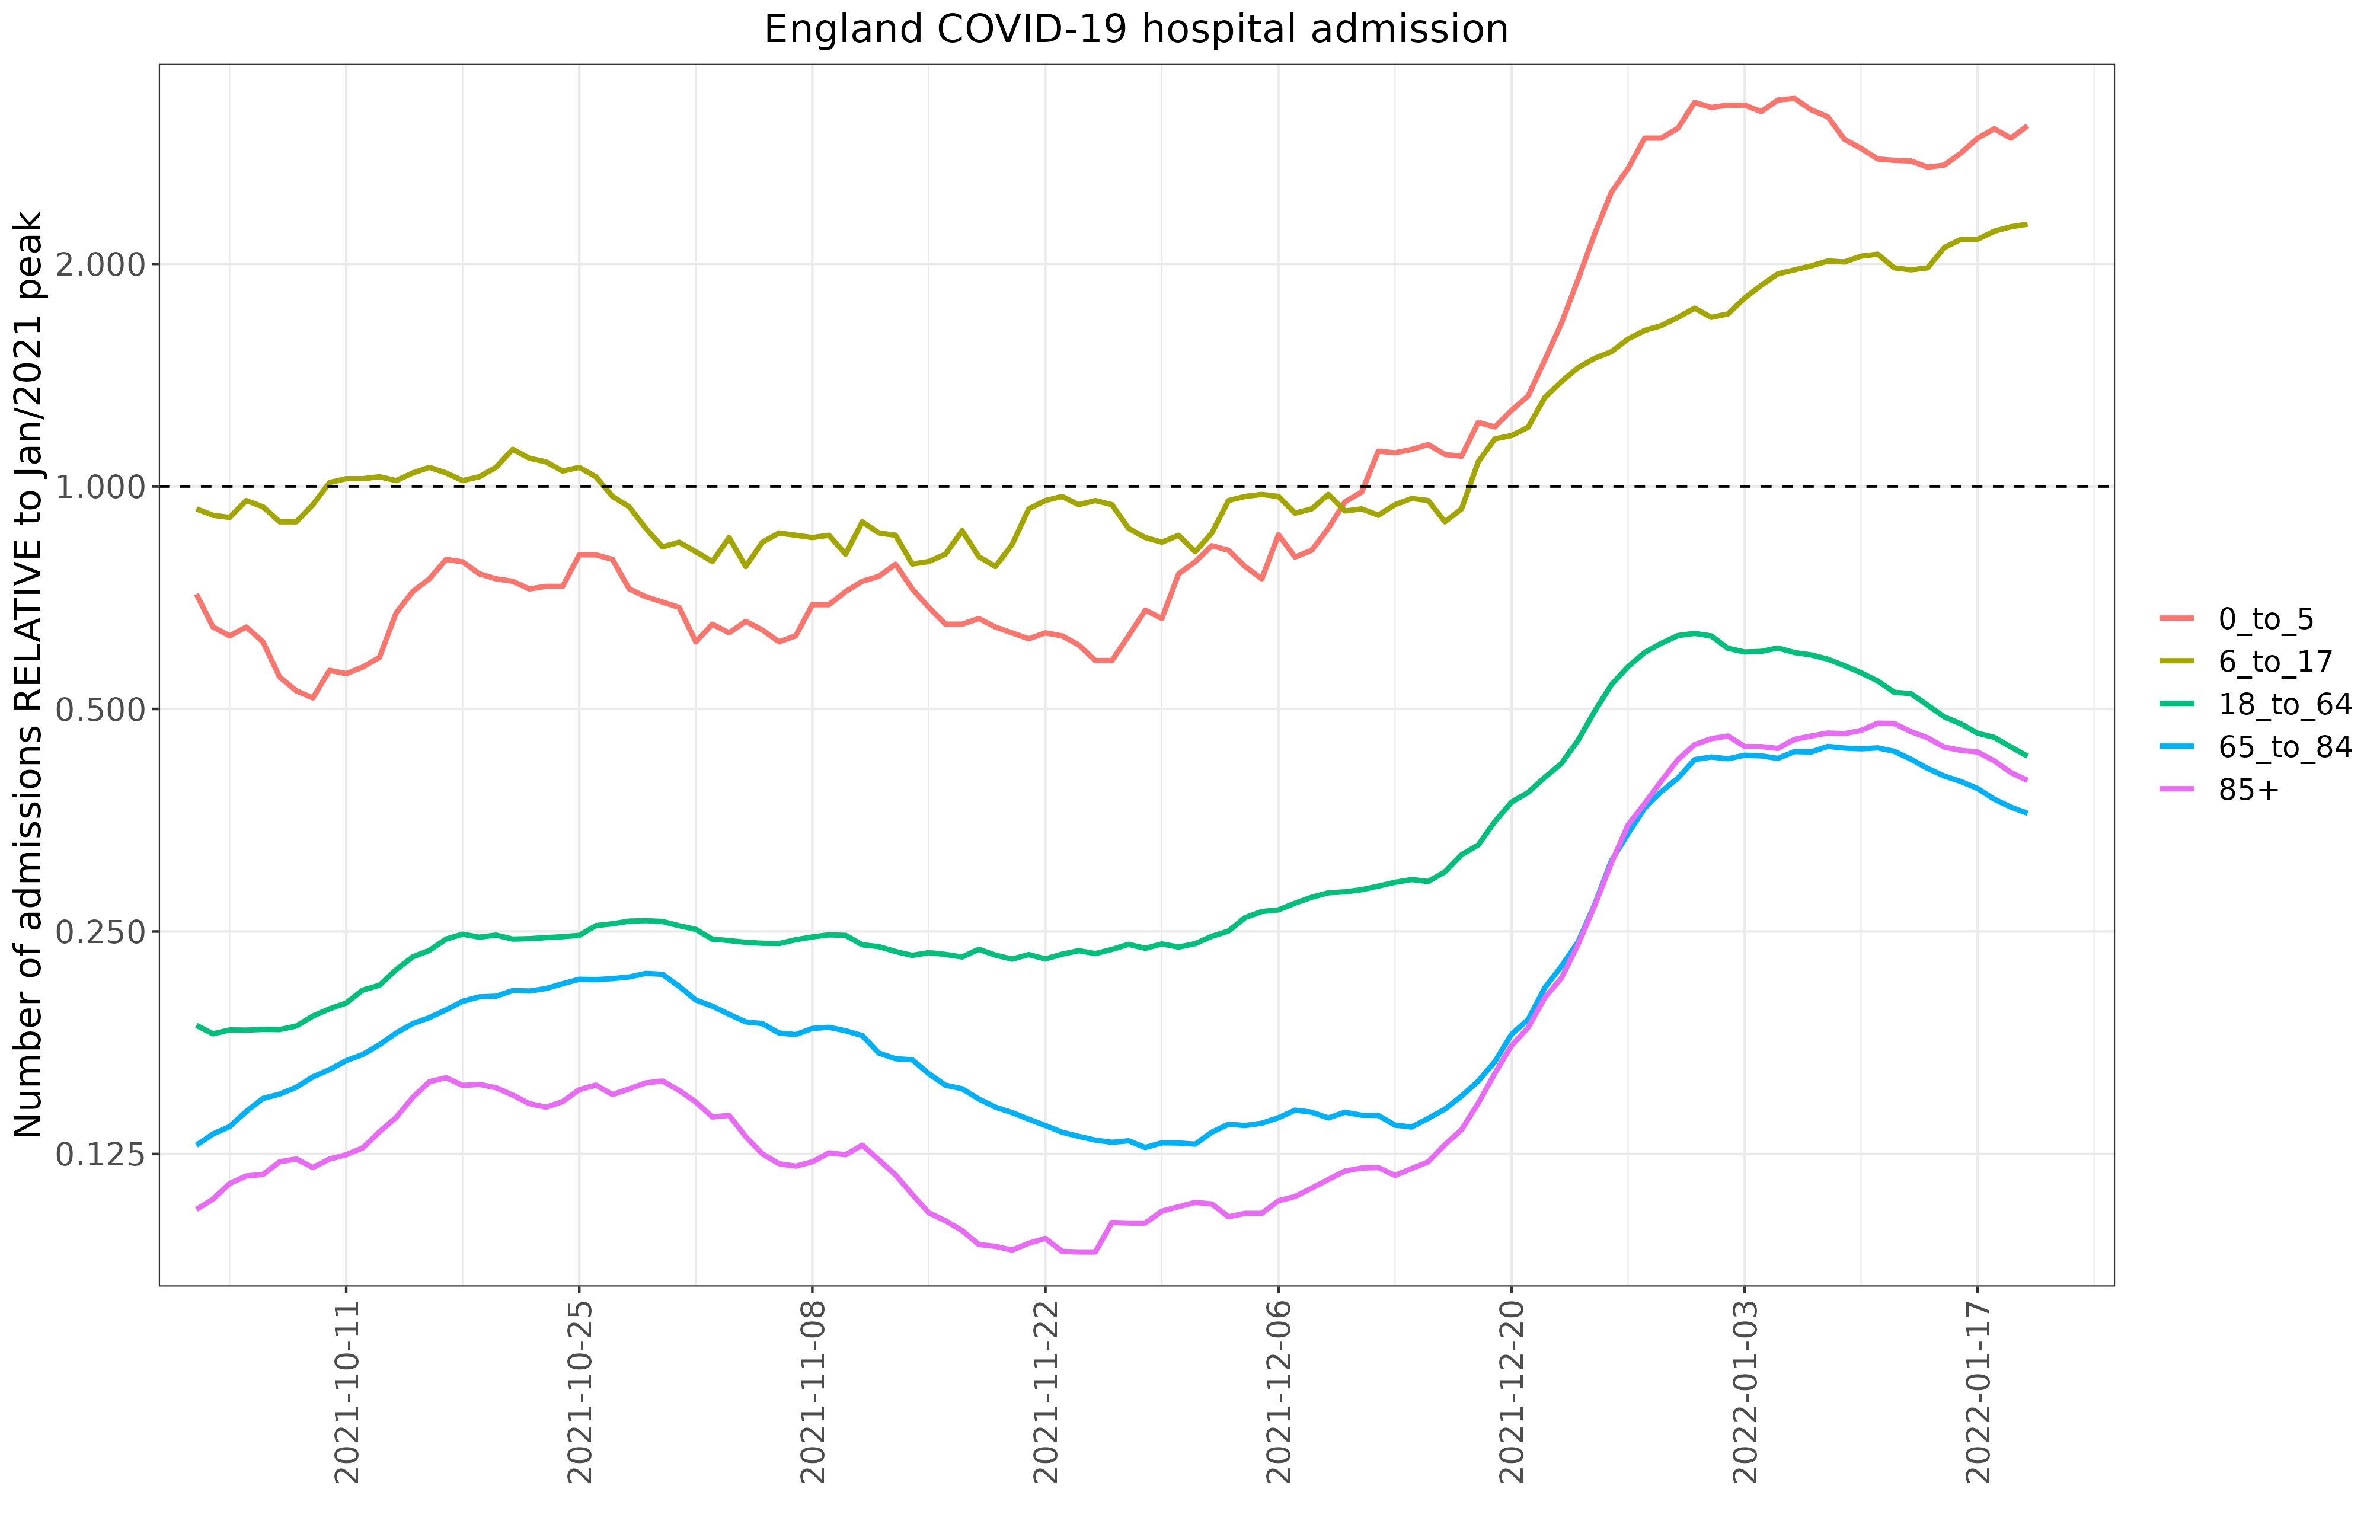 England COVID-19 hospital admission
Number of admissions RELATIVE to Jan/2021 peak
2.000
1.000
0.500
0.250
0.125
2021-10-11
2021-10-25
2021-11-08
2021-11-22
2021-12-06
2021-12-20
2022-01-03
2022-01-17
0_to_5
6_to_17
18_to_64
65_to_84
85+